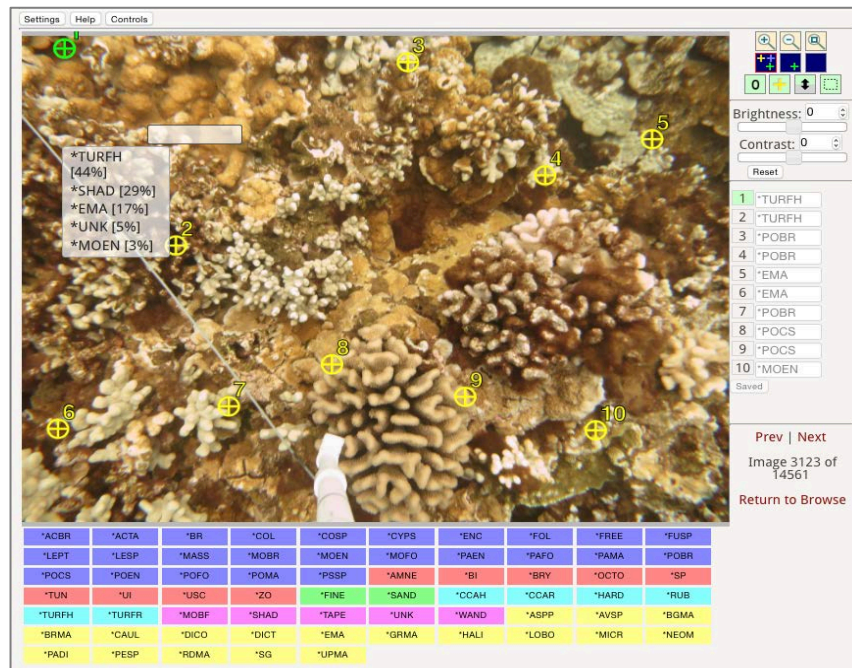 Settings Help Controls
1
3
5
4
*TURFH
[44%]
*SHAD [29%]
*EMA [17%]
*UNK [5%]
*MOEN [3%]
2
8
7
9
6
10
0
Brightness: 0
Contrast: 0
Reset
1 *TURFH
2 *TURFH
3 *POBR
4 *POBR
5 *EMA
6 *EMA
7 *POBR
8 *POCS
9 *POCS
10 *MOEN
Saved
Prev | Next
Image 3123 of
14561
Return to Browse
*ACBR *ACTA *BR *COL *COSP *CYPS *ENC *FOL *FREE *FUSP
*LEPT *LESP *MASS *MOBR *MOEN *MOFO *PAEN *PAFO *PAMA *POBR
*POCS *POEN *POFO *POMA *PSSP *AMNE *BI *BRY *OCTO *SP
*TUN *UI *USC *ZO *FINE *SAND *CCAH *CCAR *HARD *RUB
*TURFH *TURFR *MOBF *SHAD *TAPE *UNK *WAND *ASPP *AVSP *BGMA
*BRMA *CAUL *DICO *DICT *EMA *GRMA *HALI *LOBO *MICR *NEOM
*PADI *PESP *RDMA *SG *UPMA